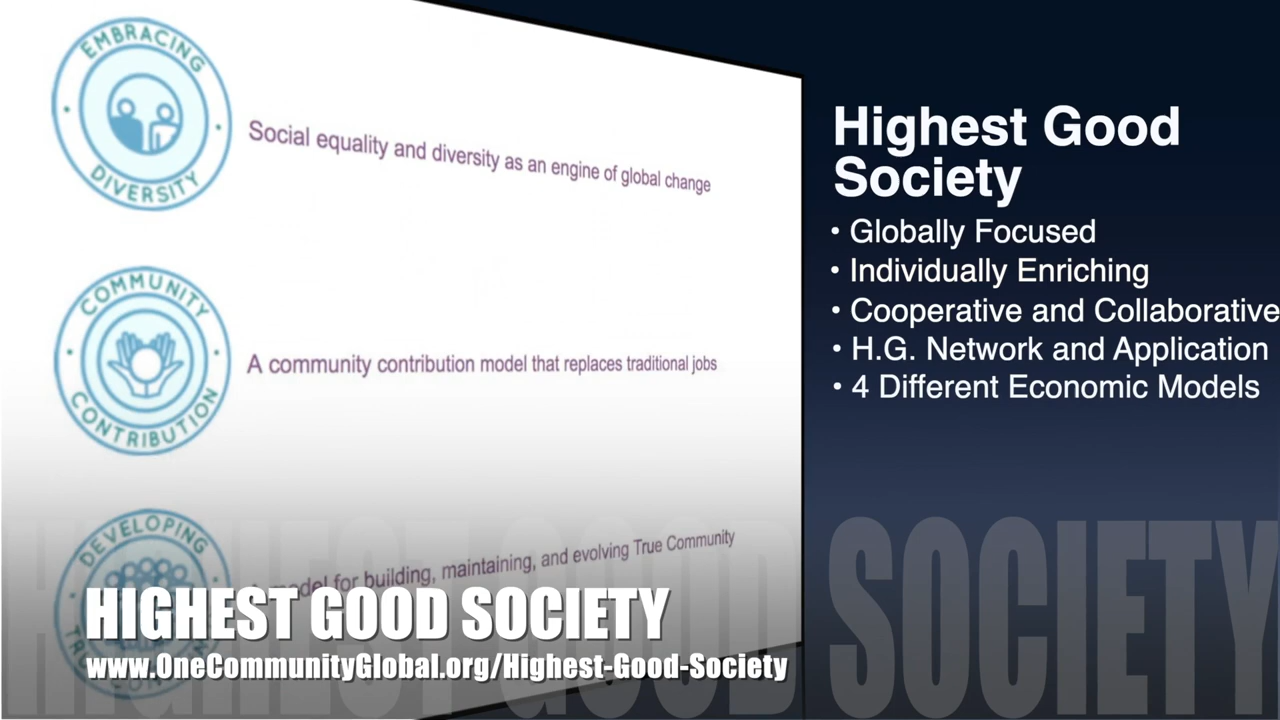 EMBRACING
DIVERSITY
Social equality and diversity as an engine of global change
COMMUNITY
CONTRIBUTION
A community contribution model that replaces traditional jobs
DEVELOPING
model for building, maintaining, and evolving True Community
Highest Good
Society
• Globally Focused
• Individually Enriching
• Cooperative and Collaborative
• H.G. Network and Application
• 4 Different Economic Models
HIGHEST GOOD SOCIETY
HIGHEST GOOD SOCIETY
www.OneCommunityGlobal.org/Highest-Good-Society